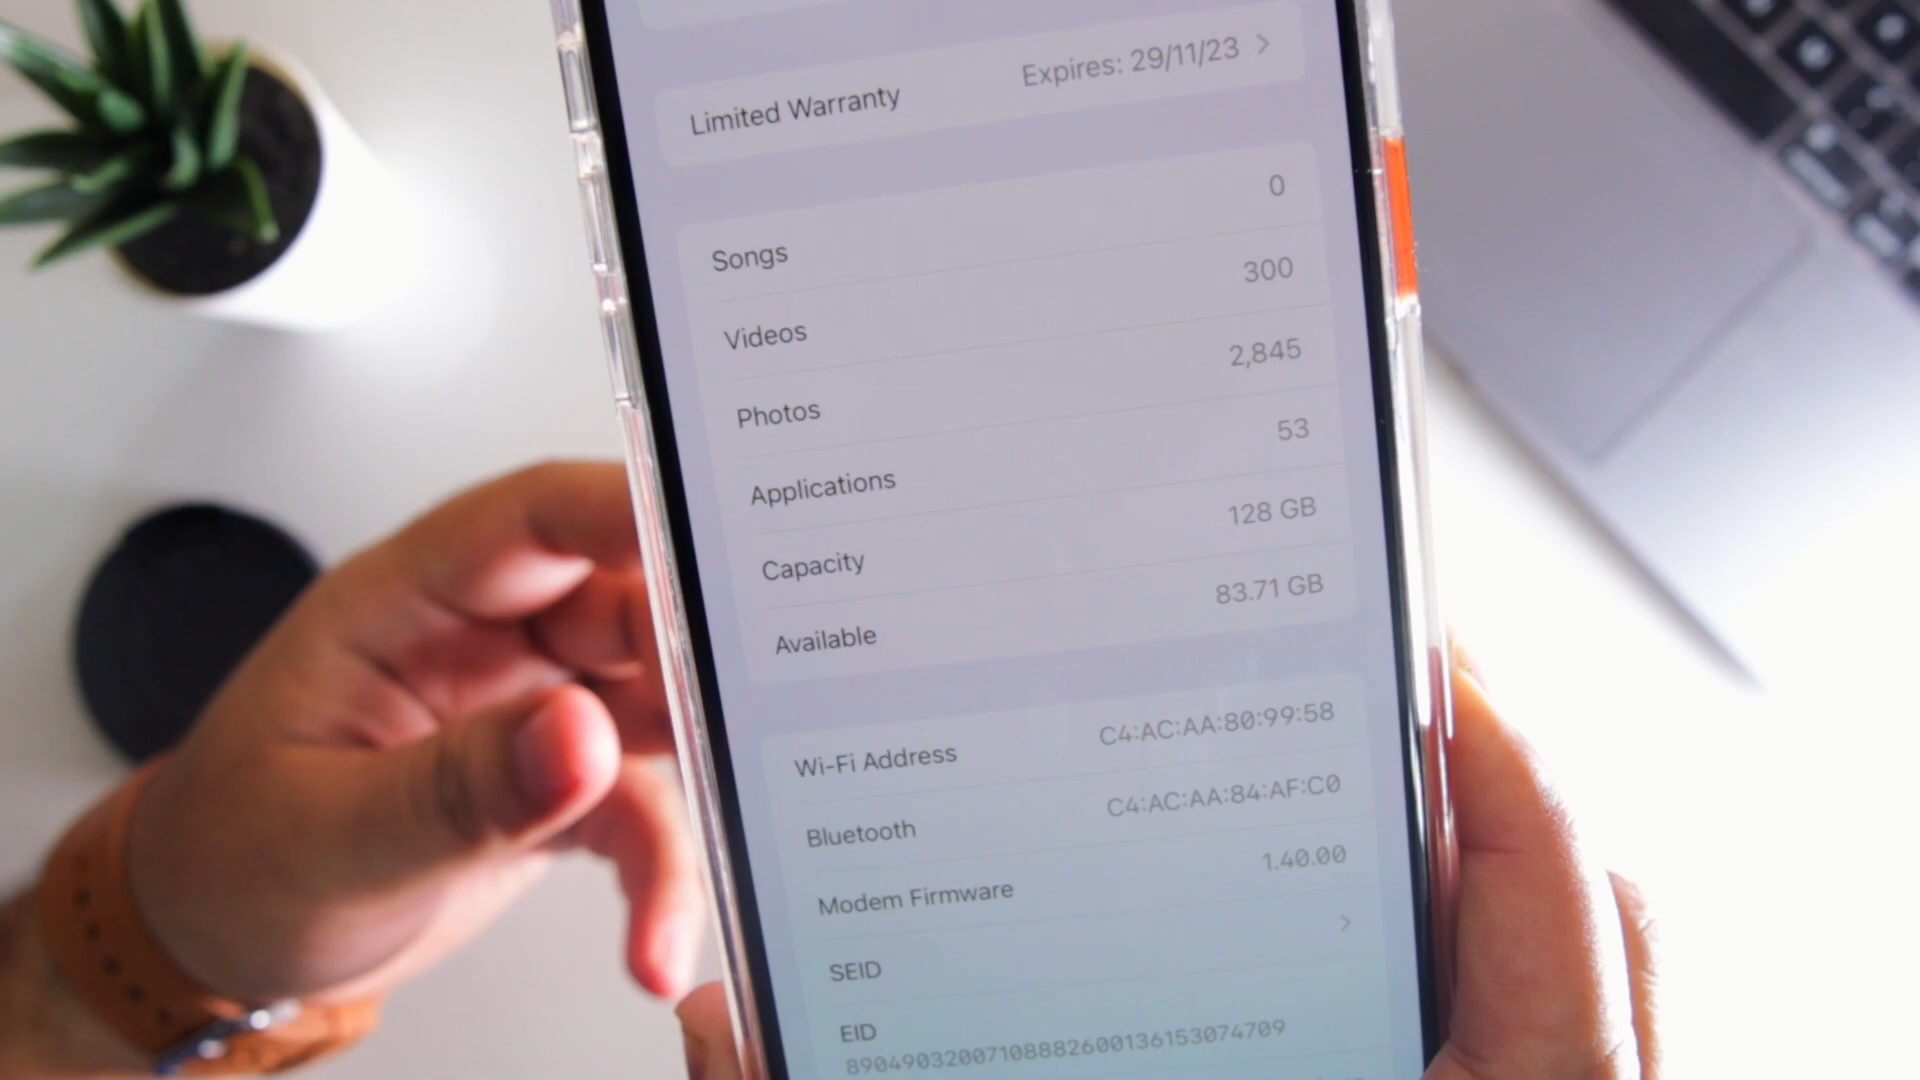 Limited Warranty Expires: 29/11/23
Songs 0
Videos 300
Photos 2,845
Applications 53
Capacity 128 GB
Available 83.71 GB
Wi-Fi Address C4:AC:AA:80:99:58
Bluetooth C4:AC:AA:84:AF:C0
Modem Firmware 1.40.00
SEID
EID
89049032007108882600136153074709